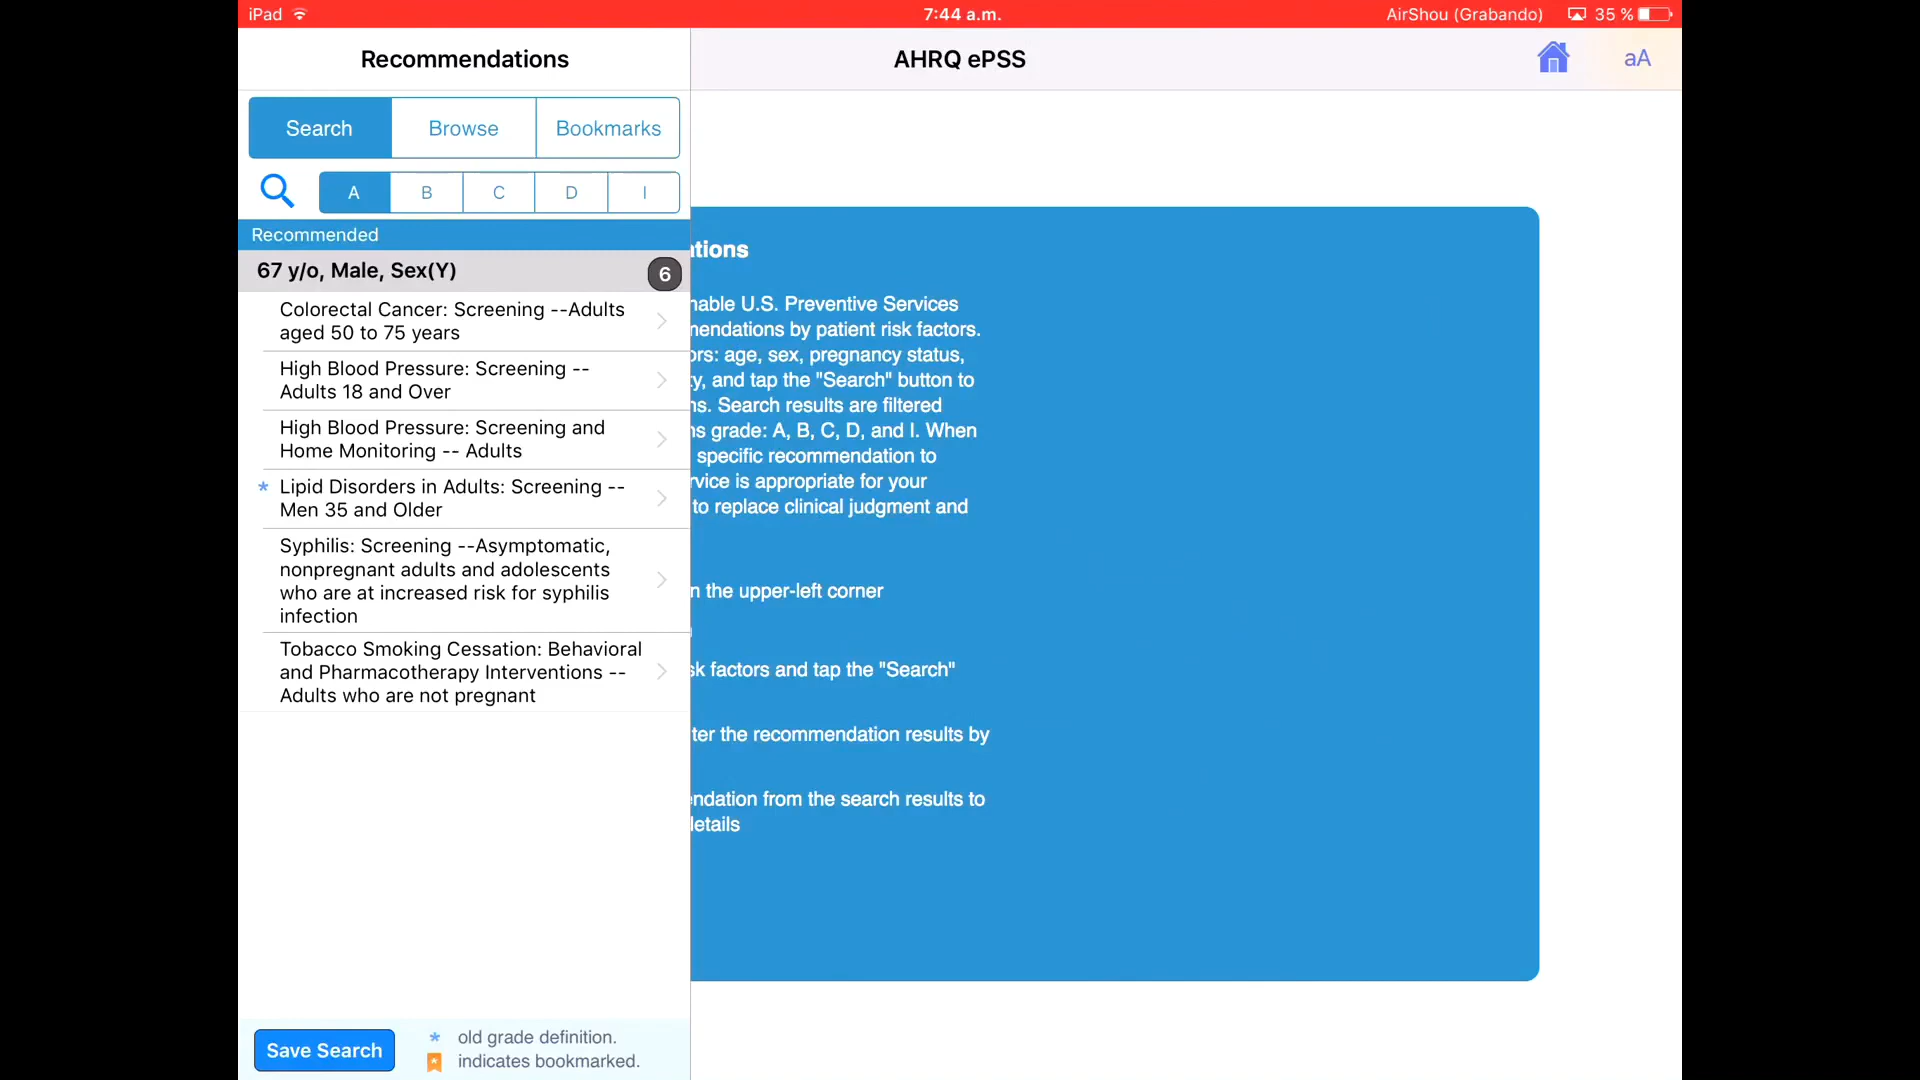 iPad
7:44 a.m.
AirShou (Grabando)
35 %
Recommendations
AHRQ ePSS
aA
Search
Browse
Bookmarks
A
B
C
D
I
Recommended
67 y/o, Male, Sex(Y)
6
Colorectal Cancer: Screening --Adults
aged 50 to 75 years
High Blood Pressure: Screening --
Adults 18 and Over
High Blood Pressure: Screening and
Home Monitoring -- Adults
* Lipid Disorders in Adults: Screening --
Men 35 and Older
Syphilis: Screening --Asymptomatic,
nonpregnant adults and adolescents
who are at increased risk for syphilis
infection
Tobacco Smoking Cessation: Behavioral
and Pharmacotherapy Interventions --
Adults who are not pregnant
Save Search
* old grade definition.
indicates bookmarked.
tions
nable U.S. Preventive Services
nendations by patient risk factors.
ors: age, sex, pregnancy status,
ty, and tap the "Search" button to
ns. Search results are filtered
ns grade: A, B, C, D, and I. When
specific recommendation to
rvice is appropriate for your
to replace clinical judgment and
n the upper-left corner
sk factors and tap the "Search"
ter the recommendation results by
ndation from the search results to
details